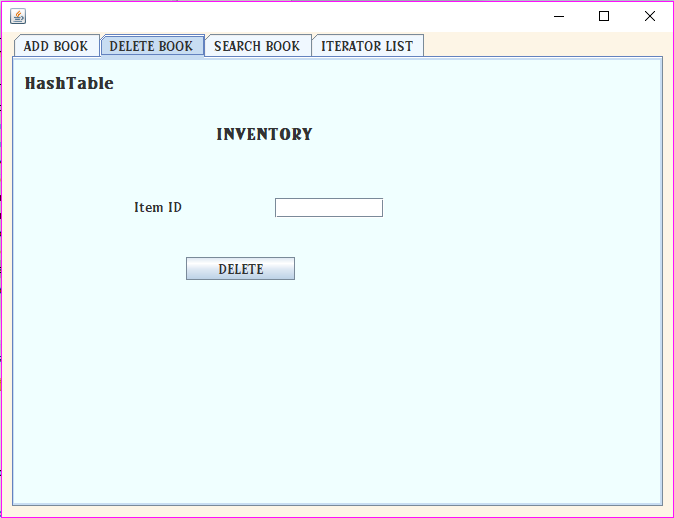 ADD BOOK DELETE BOOK SEARCH BOOK ITERATOR LIST
HashTable
INVENTORY
Item ID
DELETE